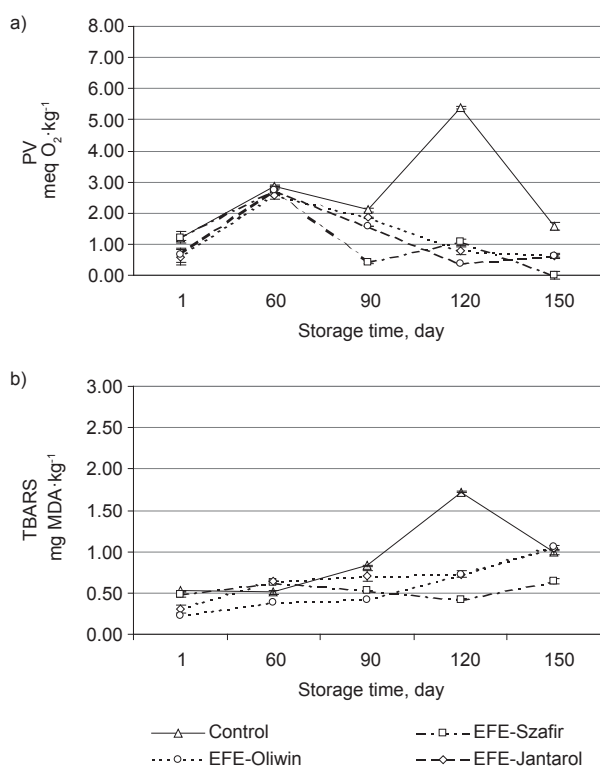 a)
8.00
7.00
6.00
5.00
4.00
3.00
2.00
1.00
0.00
PV
meq O₂·kg⁻¹
1 60 90 120 150
Storage time, day
b)
3.00
2.50
2.00
1.50
1.00
0.50
0.00
TBARS
mg MDA·kg⁻¹
1 60 90 120 150
Storage time, day
Control EFE-Szafir
EFE-Oliwin EFE-Jantarol